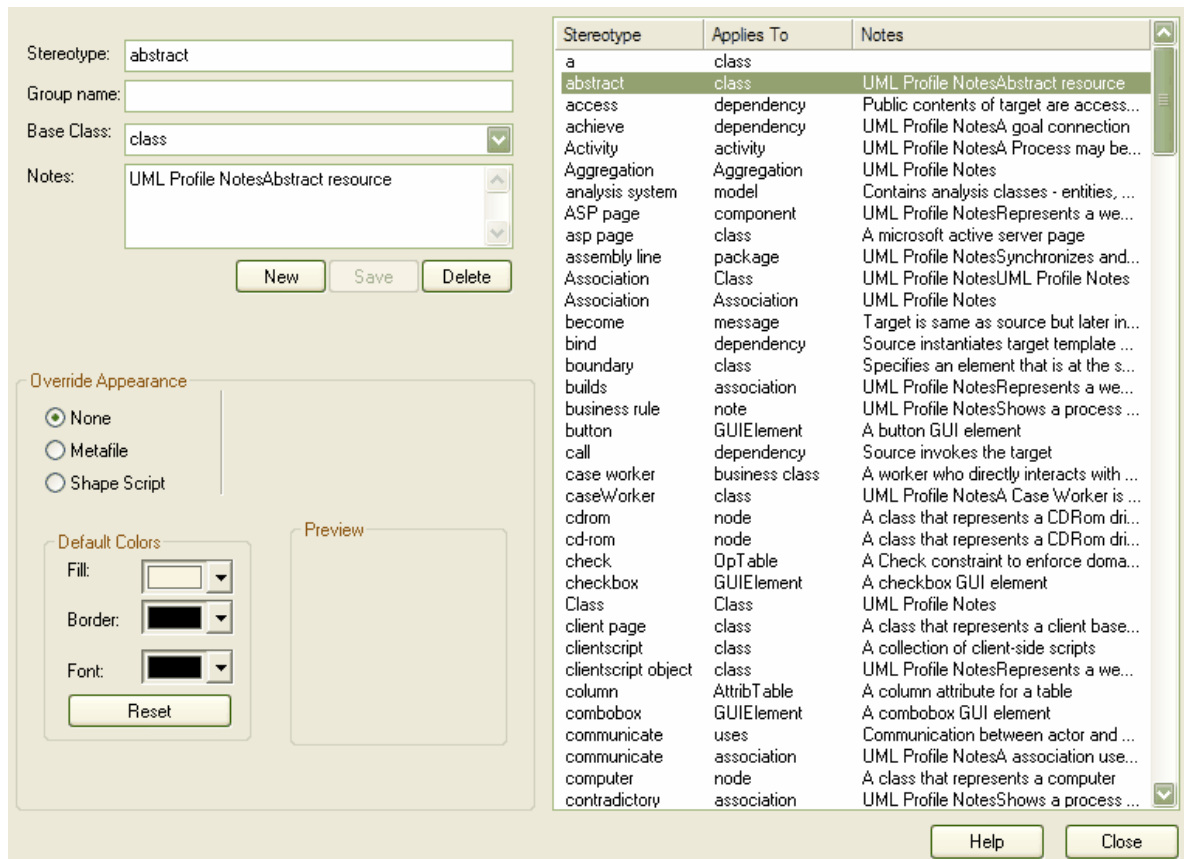 Stereotype: abstract
Group name:
Base Class: class
Notes: UML Profile NotesAbstract resource
New Save Delete
Override Appearance
None
Metafile
Shape Script
Default Colors
Fill:
Border:
Font:
Reset
Preview
Stereotype Applies To Notes
a class
abstract class UML Profile NotesAbstract resource
access dependency Public contents of target are access...
achieve dependency UML Profile NotesA goal connection
Activity activity UML Profile NotesA Process may be...
Aggregation Aggregation UML Profile Notes
analysis system model Contains analysis classes - entities, ...
ASP page component UML Profile NotesRepresents a we...
asp page class A microsoft active server page
assembly line package UML Profile NotesSynchronizes and...
Association Class UML Profile NotesUML Profile Notes
Association Association UML Profile Notes
become message Target is same as source but later in...
bind dependency Source instantiates target template ...
boundary class Specifies an element that is at the s...
builds association UML Profile NotesRepresents a we...
business rule note UML Profile NotesShows a process ...
button GUIElement A button GUI element
call dependency Source invokes the target
case worker business class A worker who directly interacts with ...
caseWorker class UML Profile NotesA Case Worker is ...
cdrom node A class that represents a CDRom dri...
cd-rom node A class that represents a CDRom dri...
check OpTable A Check constraint to enforce doma...
checkbox GUIElement A checkbox GUI element
Class Class UML Profile Notes
client page class A class that represents a client base...
clientscript class A collection of client-side scripts
clientscript object class UML Profile NotesRepresents a we...
column AttribTable A column attribute for a table
combobox GUIElement A combobox GUI element
communicate uses Communication between actor and ...
communicate association UML Profile NotesA association use...
computer node A class that represents a computer
contradictory association UML Profile NotesShows a process ...
Help Close